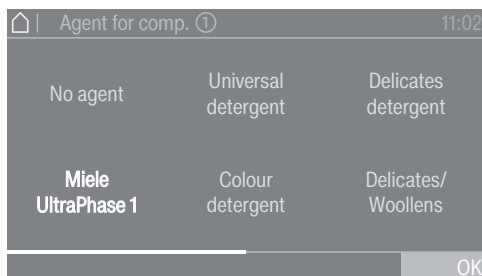 Agent for comp. ①
11:02
No agent
Universal
detergent
Delicates
detergent
Miele
UltraPhase 1
Colour
detergent
Delicates/
Woollens
OK